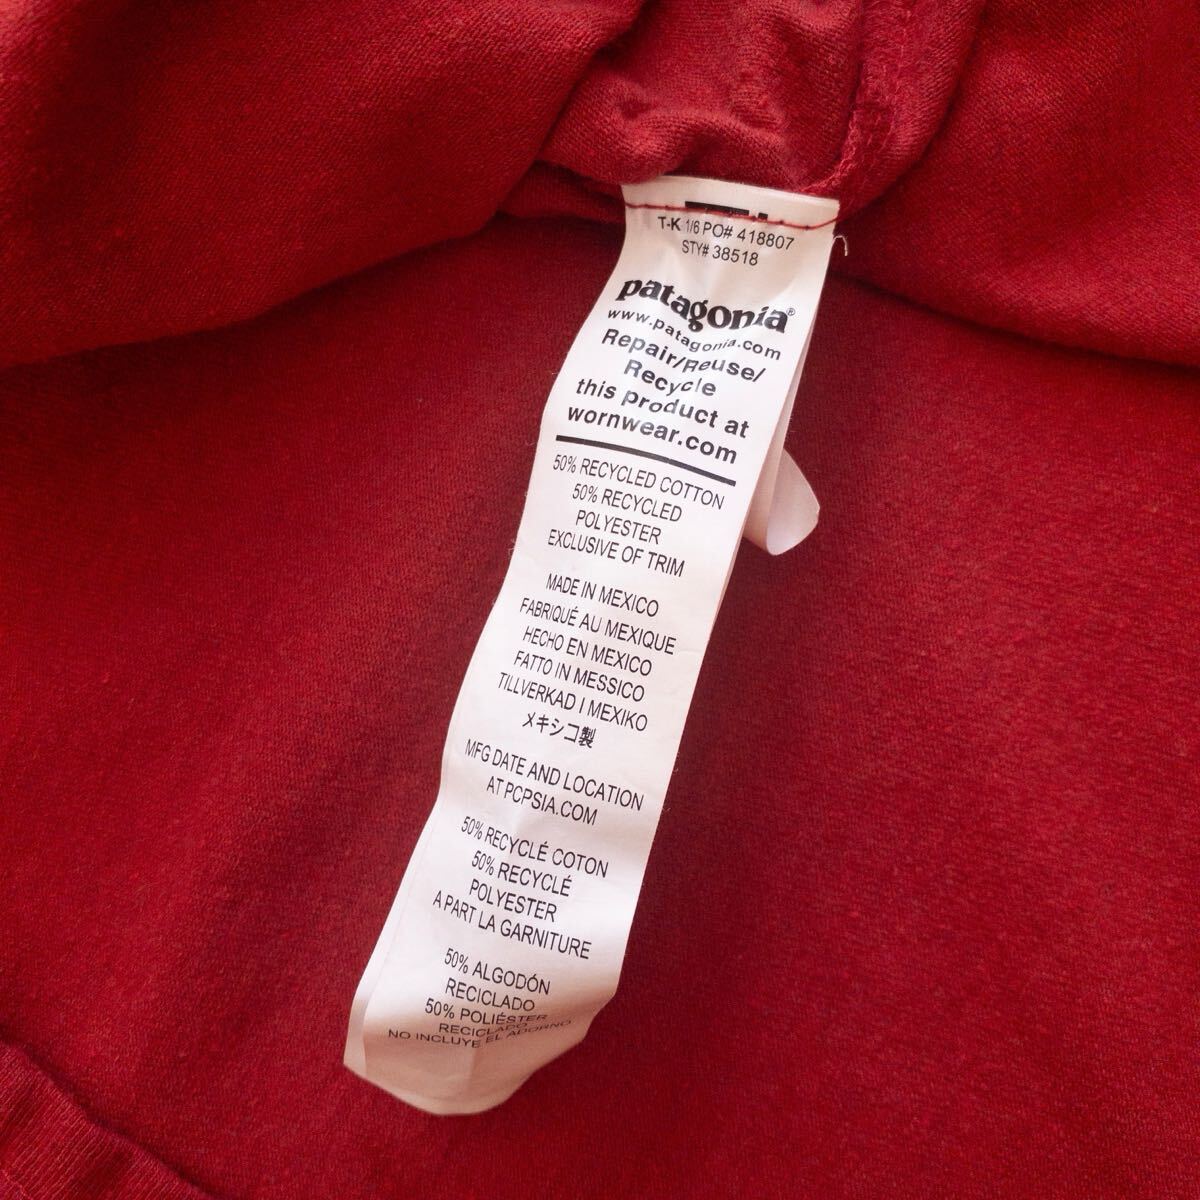 T-K 1/6 PO# 418807
STY# 38518
patagonia®
www.patagonia.com
Repair/Reuse/
Recycle
this product at
wornwear.com
50% RECYCLED COTTON
50% RECYCLED
POLYESTER
EXCLUSIVE OF TRIM
MADE IN MEXICO
FABRIQUÉ AU MEXIQUE
HECHO EN MEXICO
FATTO IN MESSICO
TILLVERKAD I MEXIKO
メキシコ製
MFG DATE AND LOCATION
AT PCPSIA.COM
50% RECYCLÉ COTON
50% RECYCLÉ
POLYESTER
A PART LA GARNITURE
50% ALGODÓN
RECICLADO
50% POLIÉSTER
RECICLADO
NO INCLUYE EL ADORNO